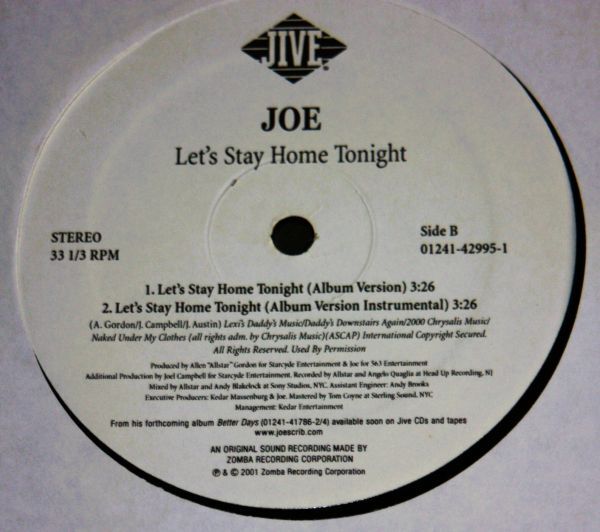 JIVE
JOE
Let's Stay Home Tonight
STEREO
33 1/3 RPM
Side B
01241-42995-1
1. Let's Stay Home Tonight (Album Version) 3:26
2. Let's Stay Home Tonight (Album Version Instrumental) 3:26
(A. Gordon/J. Campbell/J. Austin) Lexi's Daddy's Music/Daddy's Downstairs Again/2000 Chrysalis Music/
Naked Under My Clothes (all rights adm. by Chrysalis Music)(ASCAP) International Copyright Secured.
All Rights Reserved. Used By Permission
Produced by Allen "Allstar" Gordon for Starcyde Entertainment & Joe for 563 Entertainment
Additional Production by Joel Campbell for Starcyde Entertainment. Recorded by Allstar and Angelo Quaglia at Head Up Recording, NJ
Mixed by Allstar and Andy Blakelock at Sony Studios, NYC. Assistant Engineer: Andy Brooks
Executive Producers: Kedar Massenburg & Joe. Mastered by Tom Coyne at Sterling Sound, NYC
Management: Kedar Entertainment
From his forthcoming album Better Days (01241-41786-2/4) available soon on Jive CDs and tapes
www.joescrib.com
AN ORIGINAL SOUND RECORDING MADE BY
ZOMBA RECORDING CORPORATION
℗ & © 2001 Zomba Recording Corporation